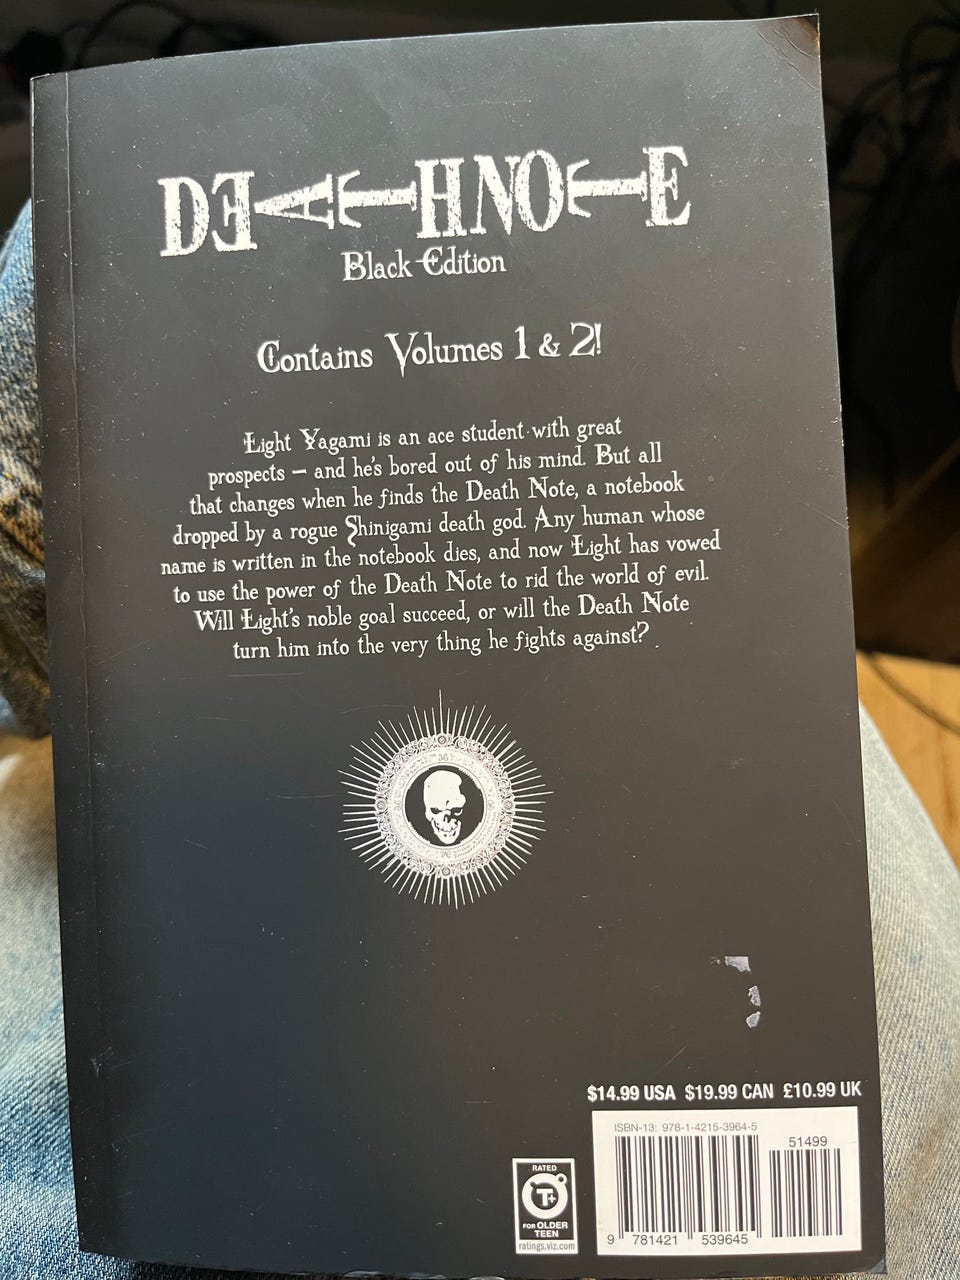 DEATH NOTE
Black Edition
Contains Volumes 1 & 2!
Light Yagami is an ace student with great
prospects – and he's bored out of his mind. But all
that changes when he finds the Death Note, a notebook
dropped by a rogue Shinigami death god. Any human whose
name is written in the notebook dies, and now Light has vowed
to use the power of the Death Note to rid the world of evil.
Will Light's noble goal succeed, or will the Death Note
turn him into the very thing he fights against?
$14.99 USA $19.99 CAN £10.99 UK
ISBN-13: 978-1-4215-3964-5
51499
9 781421 539645
RATED
T+
FOR OLDER
TEEN
ratings.viz.com